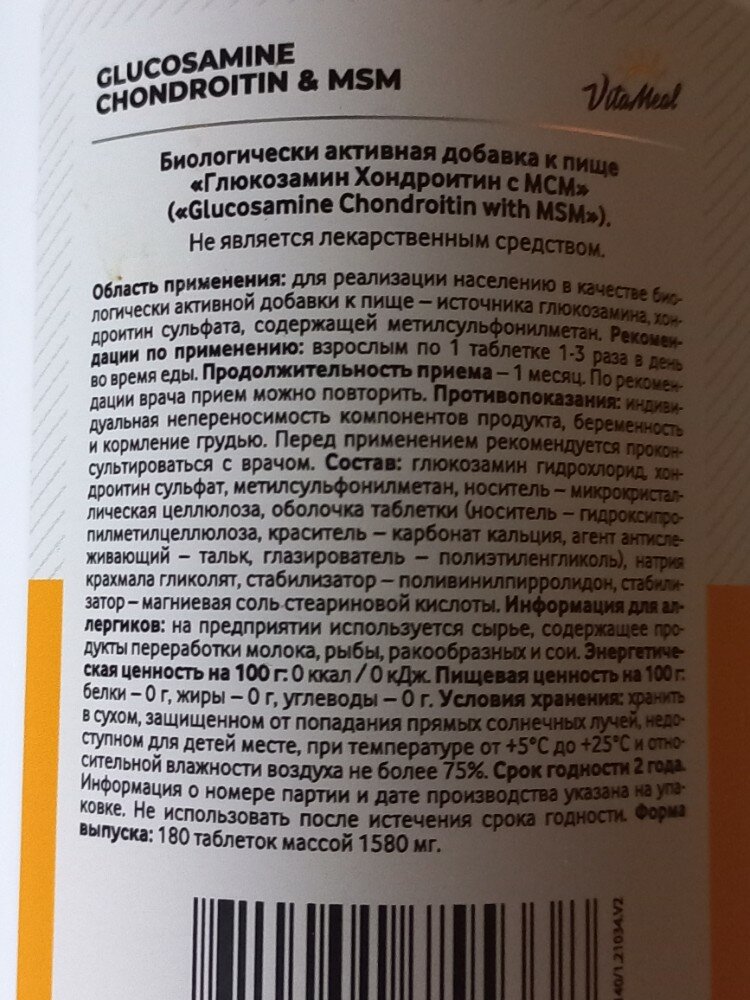 GLUCOSAMINE
CHONDROITIN & MSM
VitaMeal
Биологически активная добавка к пище
«Глюкозамин Хондроитин с МСМ»
(«Glucosamine Chondroitin with MSM»).
Не является лекарственным средством.
Область применения: для реализации населению в качестве био-
логически активной добавки к пище – источника глюкозамина, хон-
дроитин сульфата, содержащей метилсульфонилметан. Рекомен-
дации по применению: взрослым по 1 таблетке 1-3 раза в день
во время еды. Продолжительность приема – 1 месяц. По рекомен-
дации врача прием можно повторить. Противопоказания: индиви-
дуальная непереносимость компонентов продукта, беременность
и кормление грудью. Перед применением рекомендуется прокон-
сультироваться с врачом. Состав: глюкозамин гидрохлорид, хон-
дроитин сульфат, метилсульфонилметан, носитель – микрокристал-
лическая целлюлоза, оболочка таблетки (носитель – гидроксипро-
пилметилцеллюлоза, краситель – карбонат кальция, агент антисле-
живающий – тальк, глазирователь – полиэтиленгликоль), натрия
крахмала гликолят, стабилизатор – поливинилпирролидон, стабили-
затор – магниевая соль стеариновой кислоты. Информация для ал-
лергиков: на предприятии используется сырье, содержащее про-
дукты переработки молока, рыбы, ракообразных и сои. Энергетиче-
ская ценность на 100 г: 0 ккал / 0 кДж. Пищевая ценность на 100 г:
белки – 0 г, жиры – 0 г, углеводы – 0 г. Условия хранения: хранить
в сухом, защищенном от попадания прямых солнечных лучей, недо-
ступном для детей месте, при температуре от +5°С до +25°С и отно-
сительной влажности воздуха не более 75%. Срок годности 2 года.
Информация о номере партии и дате производства указана на упа-
ковке. Не использовать после истечения срока годности. Форма
выпуска: 180 таблеток массой 1580 мг.
40/1.21034.V2